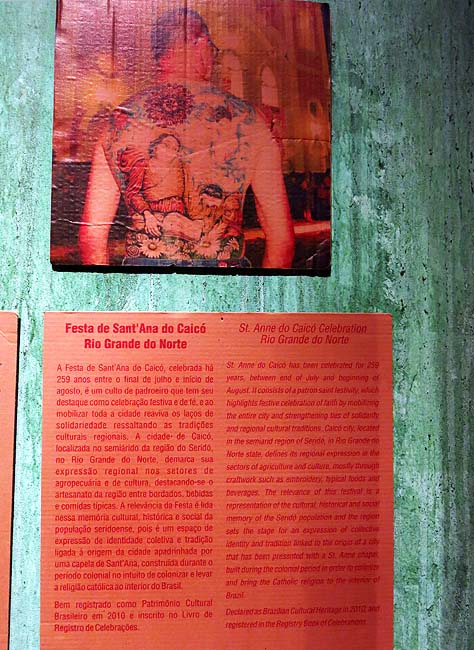 Festa de Sant'Ana do Caicó
Rio Grande do Norte
A Festa de Sant'Ana do Caicó, celebrada há
259 anos entre o final de julho e início de
agosto, é um culto de padroeiro que tem seu
destaque como celebração festiva e de fé, e ao
mobilizar toda a cidade reaviva os laços de
solidariedade ressaltando as tradições
culturais regionais. A cidade de Caicó,
localizada no semiárido da região do Seridó,
no Rio Grande do Norte, demarca sua
expressão regional nos setores de
agropecuária e de cultura, destacando-se o
artesanato da região entre bordados, bebidas
e comidas típicas. A relevância da Festa é lida
nessa memória cultural, histórica e social da
população seridoense, pois é um espaço de
expressão de identidade coletiva e tradição
ligada à origem da cidade apadrinhada por
uma capela de Sant'Ana, construída durante o
período colonial no intuito de colonizar e levar
a religião católica ao interior do Brasil.
Bem registrado como Patrimônio Cultural
Brasileiro em 2010 e inscrito no Livro de
Registro de Celebrações.
St. Anne do Caicó Celebration
Rio Grande do Norte
St. Anne do Caicó has been celebrated for 259
years, between end of July and beginning of
August. It consists of a patron saint festivity, which
highlights festive celebration of faith by mobilizing
the entire city and strengthening ties of solidarity
and regional cultural traditions. Caicó city, located
in the semiarid region of Seridó, in Rio Grande do
Norte state, defines its regional expression in the
sectors of agriculture and culture, mostly through
craftwork such as embroidery, typical foods and
beverages. The relevance of this festival is a
representation of the cultural, historical and social
memory of the Seridó population and the region
sets the stage for an expression of collective
identity and tradition linked to the origin of a city
that has been presented with a St. Anne chapel,
built during the colonial period in order to colonize
and bring the Catholic religion to the interior of
Brazil.
Declared as Brazilian Cultural Heritage in 2010, and
registered in the Registry Book of Celebrations.